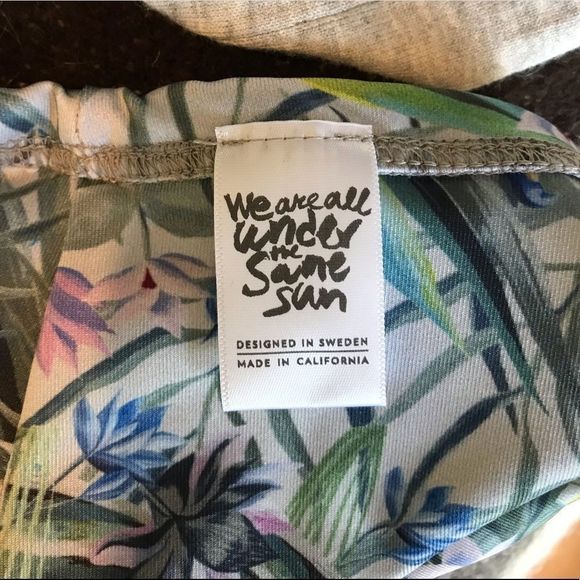 We are all
under
the
Same
sun
DESIGNED IN SWEDEN
MADE IN CALIFORNIA